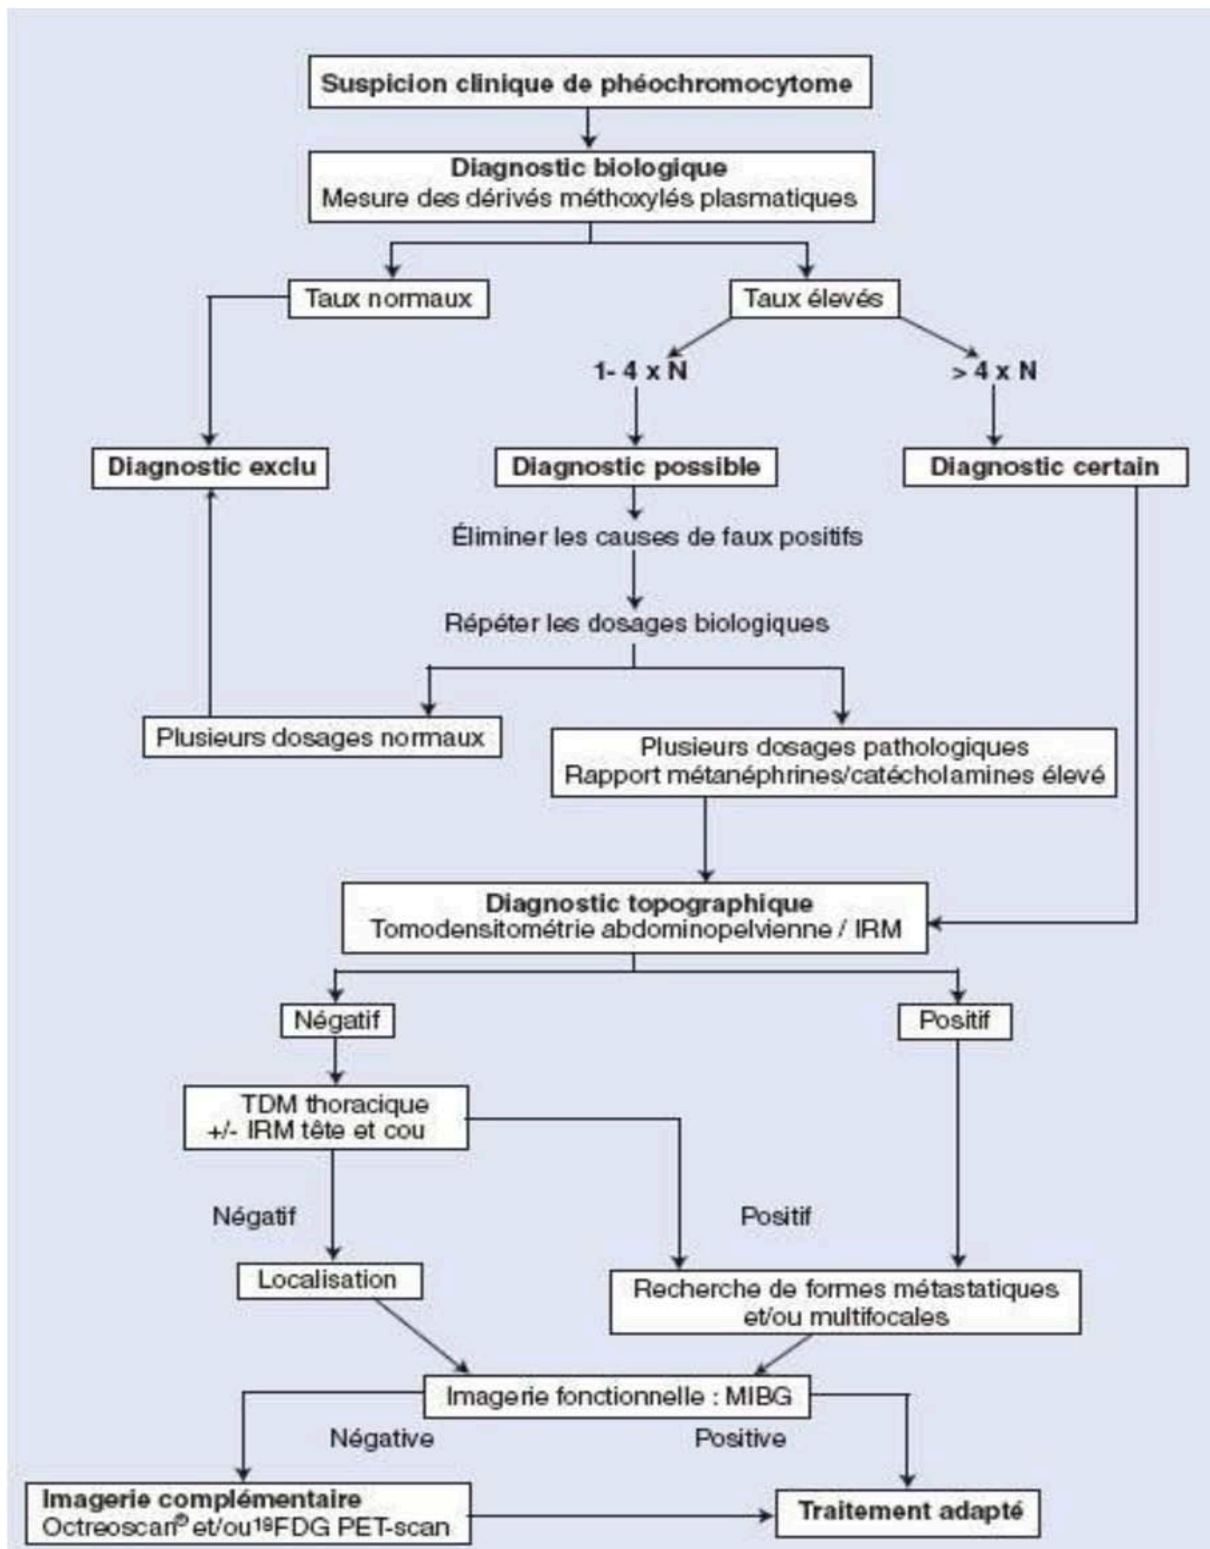 Suspicion clinique de phéochromocytome
Diagnostic biologique
Mesure des dérivés méthoxylés plasmatiques
Taux normaux
Taux élevés
1- 4 x N
> 4 x N
Diagnostic exclu
Diagnostic possible
Diagnostic certain
Éliminer les causes de faux positifs
Répéter les dosages biologiques
Plusieurs dosages normaux
Plusieurs dosages pathologiques
Rapport métanéphrines/catécholamines élevé
Diagnostic topographique
Tomodensitométrie abdominopelvienne / IRM
Négatif
Positif
TDM thoracique
+/- IRM tête et cou
Négatif
Positif
Localisation
Recherche de formes métastatiques
et/ou multifocales
Imagerie fonctionnelle : MIBG
Négative
Positive
Imagerie complémentaire
Octreoscan® et/ou¹⁸FDG PET-scan
Traitement adapté